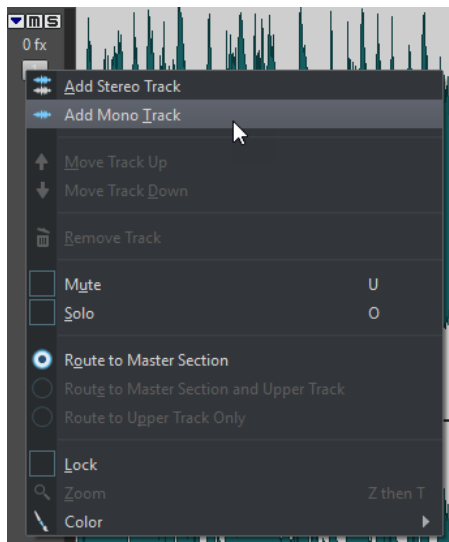 m s
0 fx
Add Stereo Track
Add Mono Track
Move Track Up
Move Track Down
Remove Track
Mute U
Solo O
Route to Master Section
Route to Master Section and Upper Track
Route to Upper Track Only
Lock
Zoom Z then T
Color